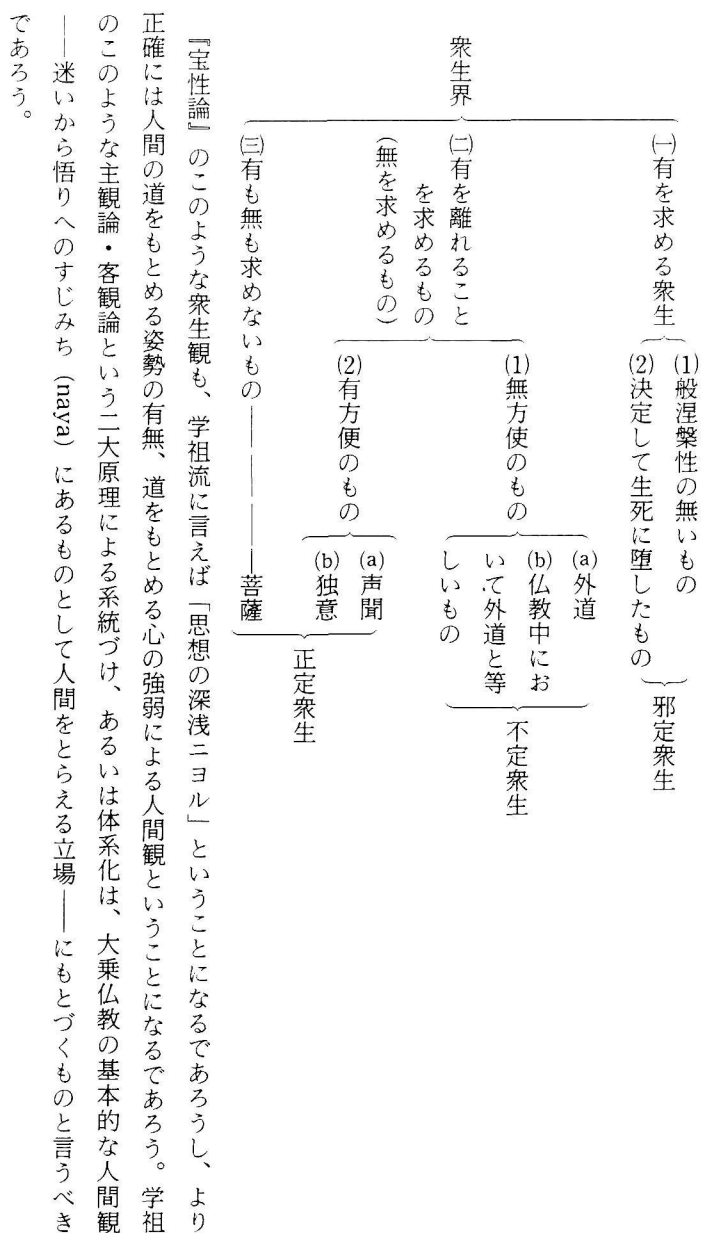 衆生界
㈠有を求める衆生
(1)般涅槃性の無いもの
(2)決定して生死に堕したもの
邪定衆生
㈡有を離れること
を求めるもの
(無を求めるもの)
(1)無方使のもの
(a)外道
(b)仏教中にお
いて外道と等
しいもの
不定衆生
(2)有方便のもの
(a)声聞
(b)独意
㈢有も無も求めないもの――――――菩薩
正定衆生
『宝性論』のこのような衆生観も、学祖流に言えば「思想の深浅ニヨル」ということになるであろうし、より
正確には人間の道をもとめる姿勢の有無、道をもとめる心の強弱による人間観ということになるであろう。学祖
のこのような主観論・客観論という二大原理による系統づけ、あるいは体系化は、大乗仏教の基本的な人間観
――迷いから悟りへのすじみち(naya)にあるものとして人間をとらえる立場――にもとづくものと言うべき
であろう。